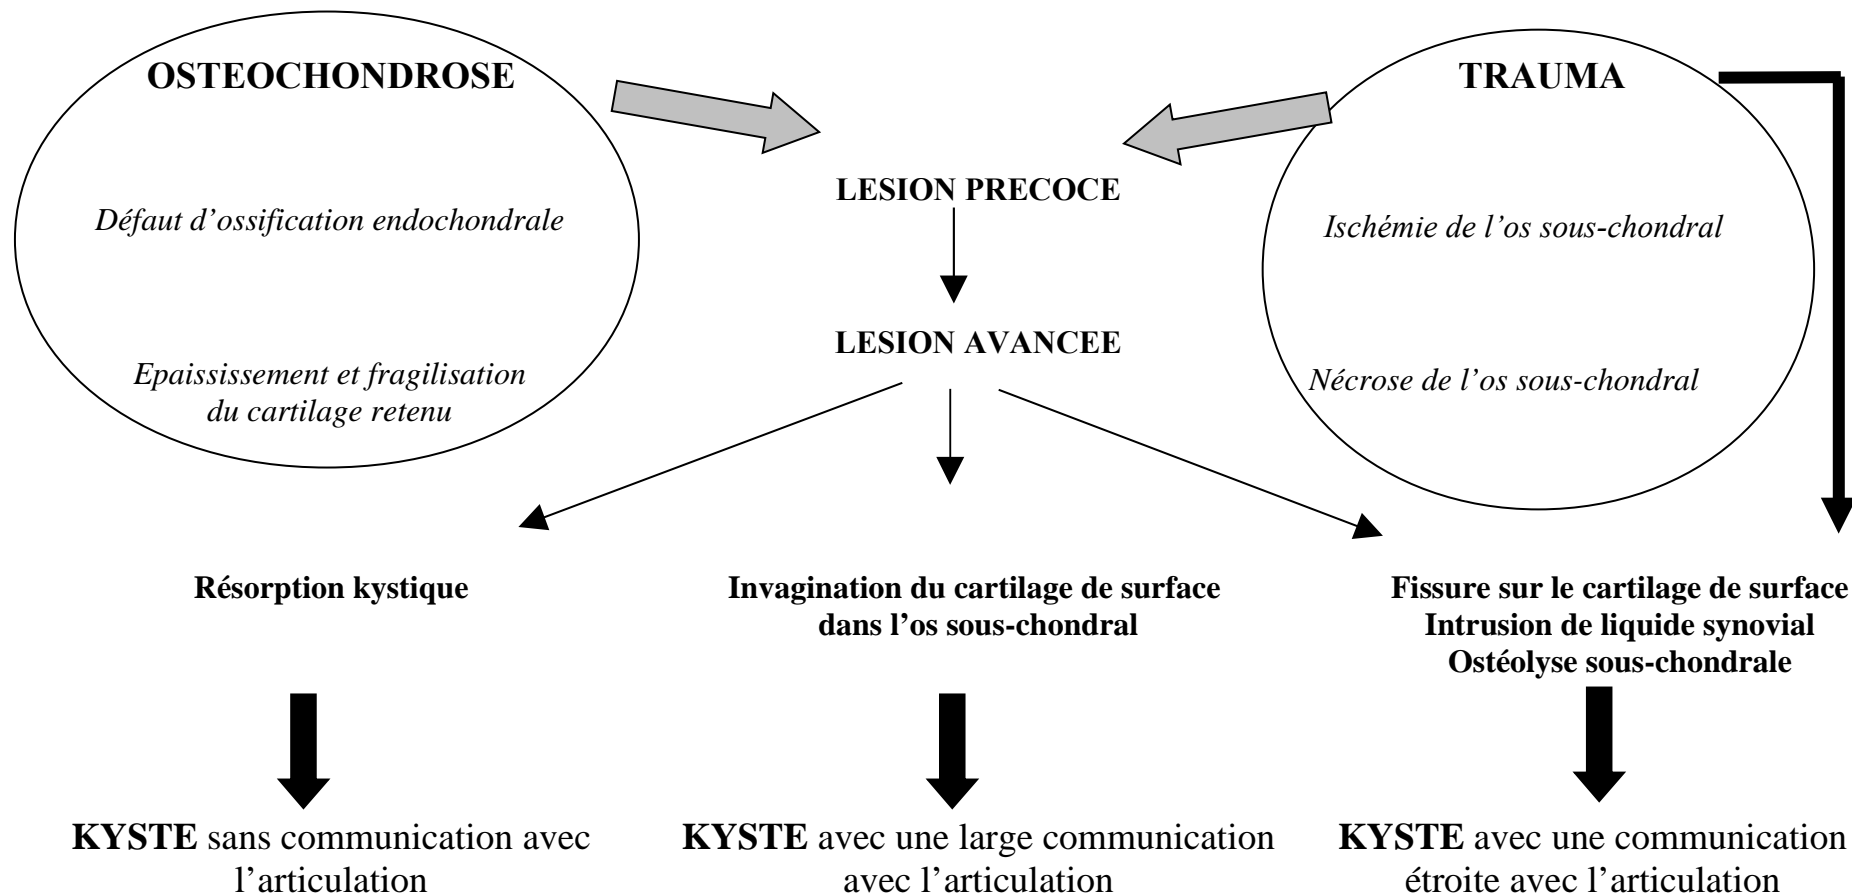 OSTEOCHONDROSE
Défaut d’ossification endochondrale
Epaississement et fragilisation
du cartilage retenu
TRAUMA
Ischémie de l’os sous-chondral
Nécrose de l’os sous-chondral
LESION PRECOCE
LESION AVANCEE
Résorption kystique
Invagination du cartilage de surface
dans l’os sous-chondral
Fissure sur le cartilage de surface
Intrusion de liquide synovial
Ostéolyse sous-chondrale
KYSTE sans communication avec
l’articulation
KYSTE avec une large communication
avec l’articulation
KYSTE avec une communication
étroite avec l’articulation